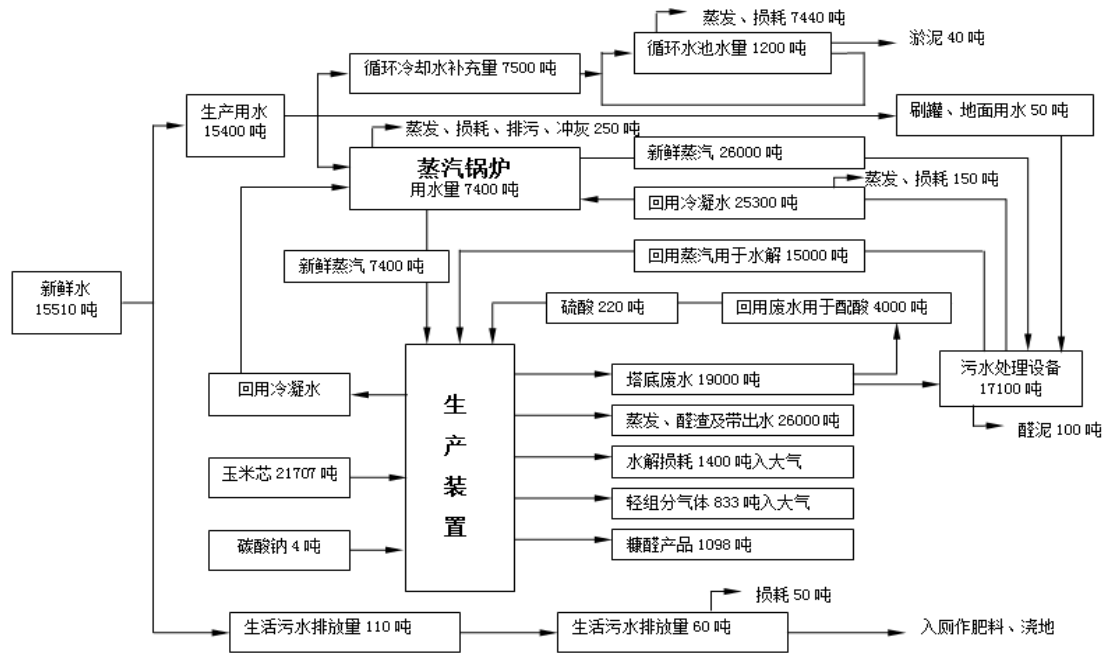 蒸发、损耗 7440 吨
循环水池水量 1200 吨
淤泥 40 吨
循环冷却水补充量 7500 吨
生产用水
15400 吨
刷罐、地面用水 50 吨
蒸发、损耗、排污、冲灰 250 吨
蒸汽锅炉
用水量 7400 吨
新鲜蒸汽 26000 吨
蒸发、损耗 150 吨
回用冷凝水 25300 吨
新鲜蒸汽 7400 吨
回用蒸汽用于水解 15000 吨
新鲜水
15510 吨
硫酸 220 吨
回用废水用于配酸 4000 吨
回用冷凝水
生产装置
塔底废水 19000 吨
污水处理设备
17100 吨
蒸发、醛渣及带出水 26000 吨
醛泥 100 吨
水解损耗 1400 吨入大气
玉米芯 21707 吨
轻组分气体 833 吨入大气
碳酸钠 4 吨
糠醛产品 1098 吨
损耗 50 吨
生活污水排放量 110 吨
生活污水排放量 60 吨
入厕作肥料、浇地